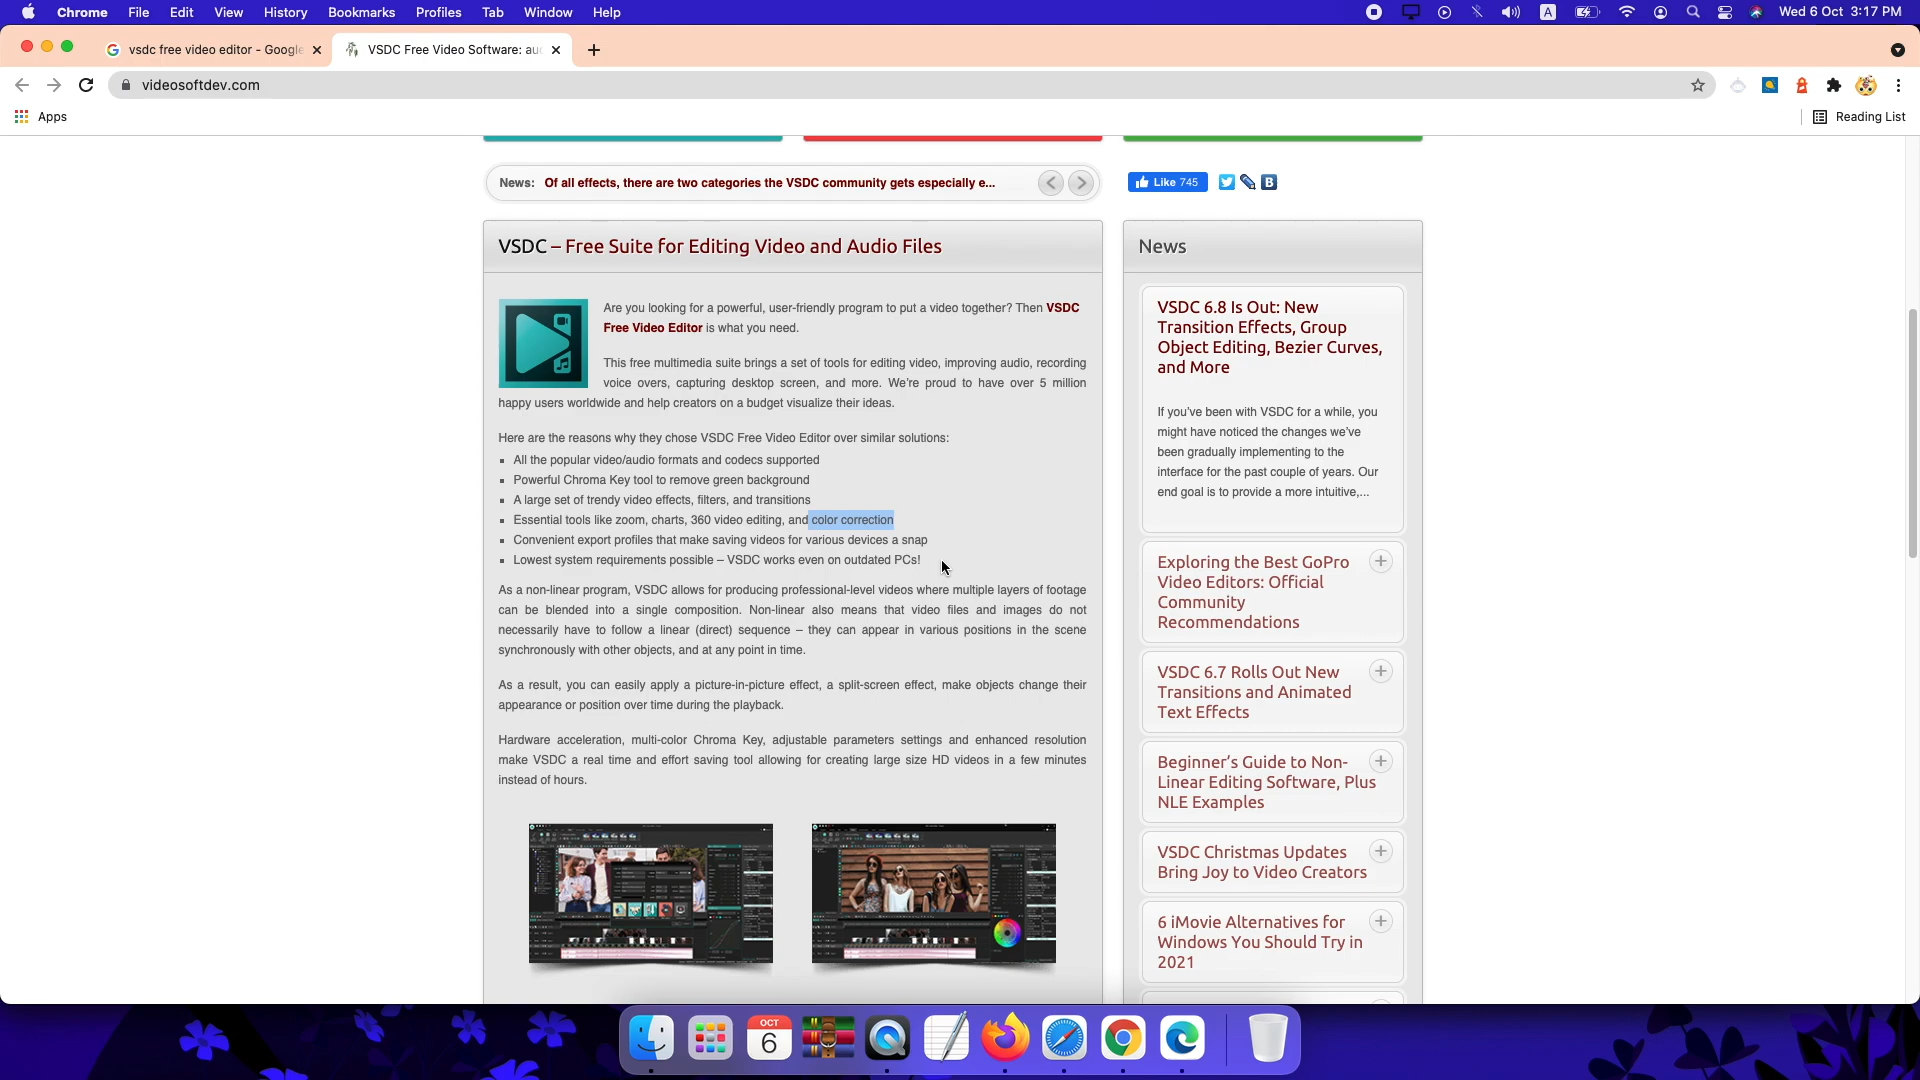 Chrome File Edit View History Bookmarks Profiles Tab Window Help
A Wed 6 Oct 3:17 PM
vsdc free video editor - Google
VSDC Free Video Software: au
videosoftdev.com
Apps
Reading List
News: Of all effects, there are two categories the VSDC community gets especially e...
Like 745
B
VSDC – Free Suite for Editing Video and Audio Files
Are you looking for a powerful, user-friendly program to put a video together? Then VSDC
Free Video Editor is what you need.
This free multimedia suite brings a set of tools for editing video, improving audio, recording
voice overs, capturing desktop screen, and more. We're proud to have over 5 million
happy users worldwide and help creators on a budget visualize their ideas.
Here are the reasons why they chose VSDC Free Video Editor over similar solutions:
All the popular video/audio formats and codecs supported
Powerful Chroma Key tool to remove green background
A large set of trendy video effects, filters, and transitions
Essential tools like zoom, charts, 360 video editing, and color correction
Convenient export profiles that make saving videos for various devices a snap
Lowest system requirements possible – VSDC works even on outdated PCs!
As a non-linear program, VSDC allows for producing professional-level videos where multiple layers of footage
can be blended into a single composition. Non-linear also means that video files and images do not
necessarily have to follow a linear (direct) sequence – they can appear in various positions in the scene
synchronously with other objects, and at any point in time.
As a result, you can easily apply a picture-in-picture effect, a split-screen effect, make objects change their
appearance or position over time during the playback.
Hardware acceleration, multi-color Chroma Key, adjustable parameters settings and enhanced resolution
make VSDC a real time and effort saving tool allowing for creating large size HD videos in a few minutes
instead of hours.
News
VSDC 6.8 Is Out: New
Transition Effects, Group
Object Editing, Bezier Curves,
and More
If you've been with VSDC for a while, you
might have noticed the changes we've
been gradually implementing to the
interface for the past couple of years. Our
end goal is to provide a more intuitive,...
Exploring the Best GoPro
Video Editors: Official
Community
Recommendations
VSDC 6.7 Rolls Out New
Transitions and Animated
Text Effects
Beginner's Guide to Non-
Linear Editing Software, Plus
NLE Examples
VSDC Christmas Updates
Bring Joy to Video Creators
6 iMovie Alternatives for
Windows You Should Try in
2021
OCT
6